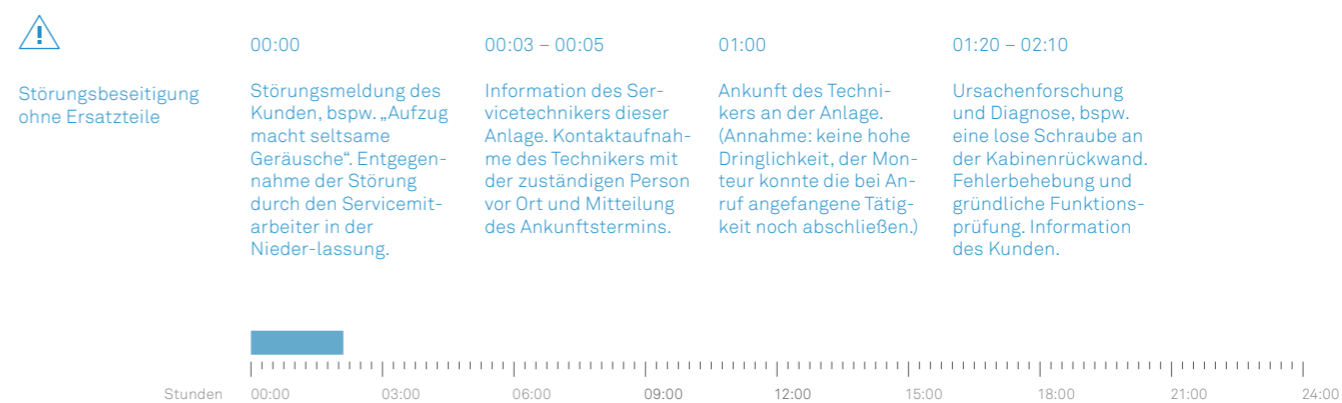 Störungsbeseitigung
ohne Ersatzteile
00:00
Störungsmeldung des
Kunden, bspw. „Aufzug
macht seltsame
Geräusche“. Entgegen-
nahme der Störung
durch den Servicemit-
arbeiter in der
Nieder-lassung.
00:03 – 00:05
Information des Ser-
vicetechnikers dieser
Anlage. Kontaktaufnah-
me des Technikers mit
der zuständigen Person
vor Ort und Mitteilung
des Ankunftstermins.
01:00
Ankunft des Techni-
kers an der Anlage.
(Annahme: keine hohe
Dringlichkeit, der Mon-
teur konnte die bei An-
ruf angefangene Tätig-
keit noch abschließen.)
01:20 – 02:10
Ursachenforschung
und Diagnose, bspw.
eine lose Schraube an
der Kabinenrückwand.
Fehlerbehebung und
gründliche Funktions-
prüfung. Information
des Kunden.
Stunden 00:00 03:00 06:00 09:00 12:00 15:00 18:00 21:00 24:00